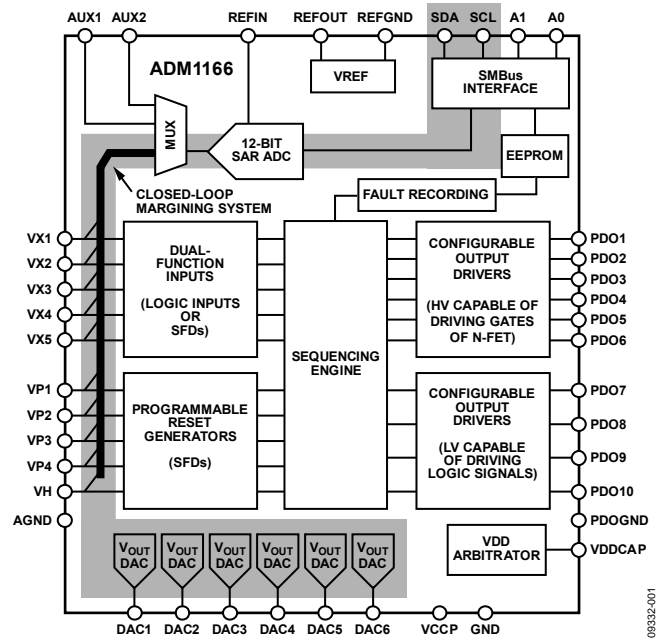 AUX1 AUX2 REFIN REFOUT REFGND SDA SCL A1 A0
ADM1166
VREF
SMBus
INTERFACE
MUX
12-BIT
SAR ADC
EEPROM
FAULT RECORDING
CLOSED-LOOP
MARGINING SYSTEM
VX1
VX2
VX3
VX4
VX5
DUAL-
FUNCTION
INPUTS
(LOGIC INPUTS
OR
SFDs)
SEQUENCING
ENGINE
CONFIGURABLE
OUTPUT
DRIVERS
(HV CAPABLE OF
DRIVING GATES
OF N-FET)
PDO1
PDO2
PDO3
PDO4
PDO5
PDO6
VP1
VP2
VP3
VP4
VH
AGND
PROGRAMMABLE
RESET
GENERATORS
(SFDs)
CONFIGURABLE
OUTPUT
DRIVERS
(LV CAPABLE
OF DRIVING
LOGIC SIGNALS)
PDO7
PDO8
PDO9
PDO10
PDOGND
VDDCAP
VDD
ARBITRATOR
VOUT
DAC
VOUT
DAC
VOUT
DAC
VOUT
DAC
VOUT
DAC
VOUT
DAC
DAC1 DAC2 DAC3 DAC4 DAC5 DAC6 VCCP GND
09332-001